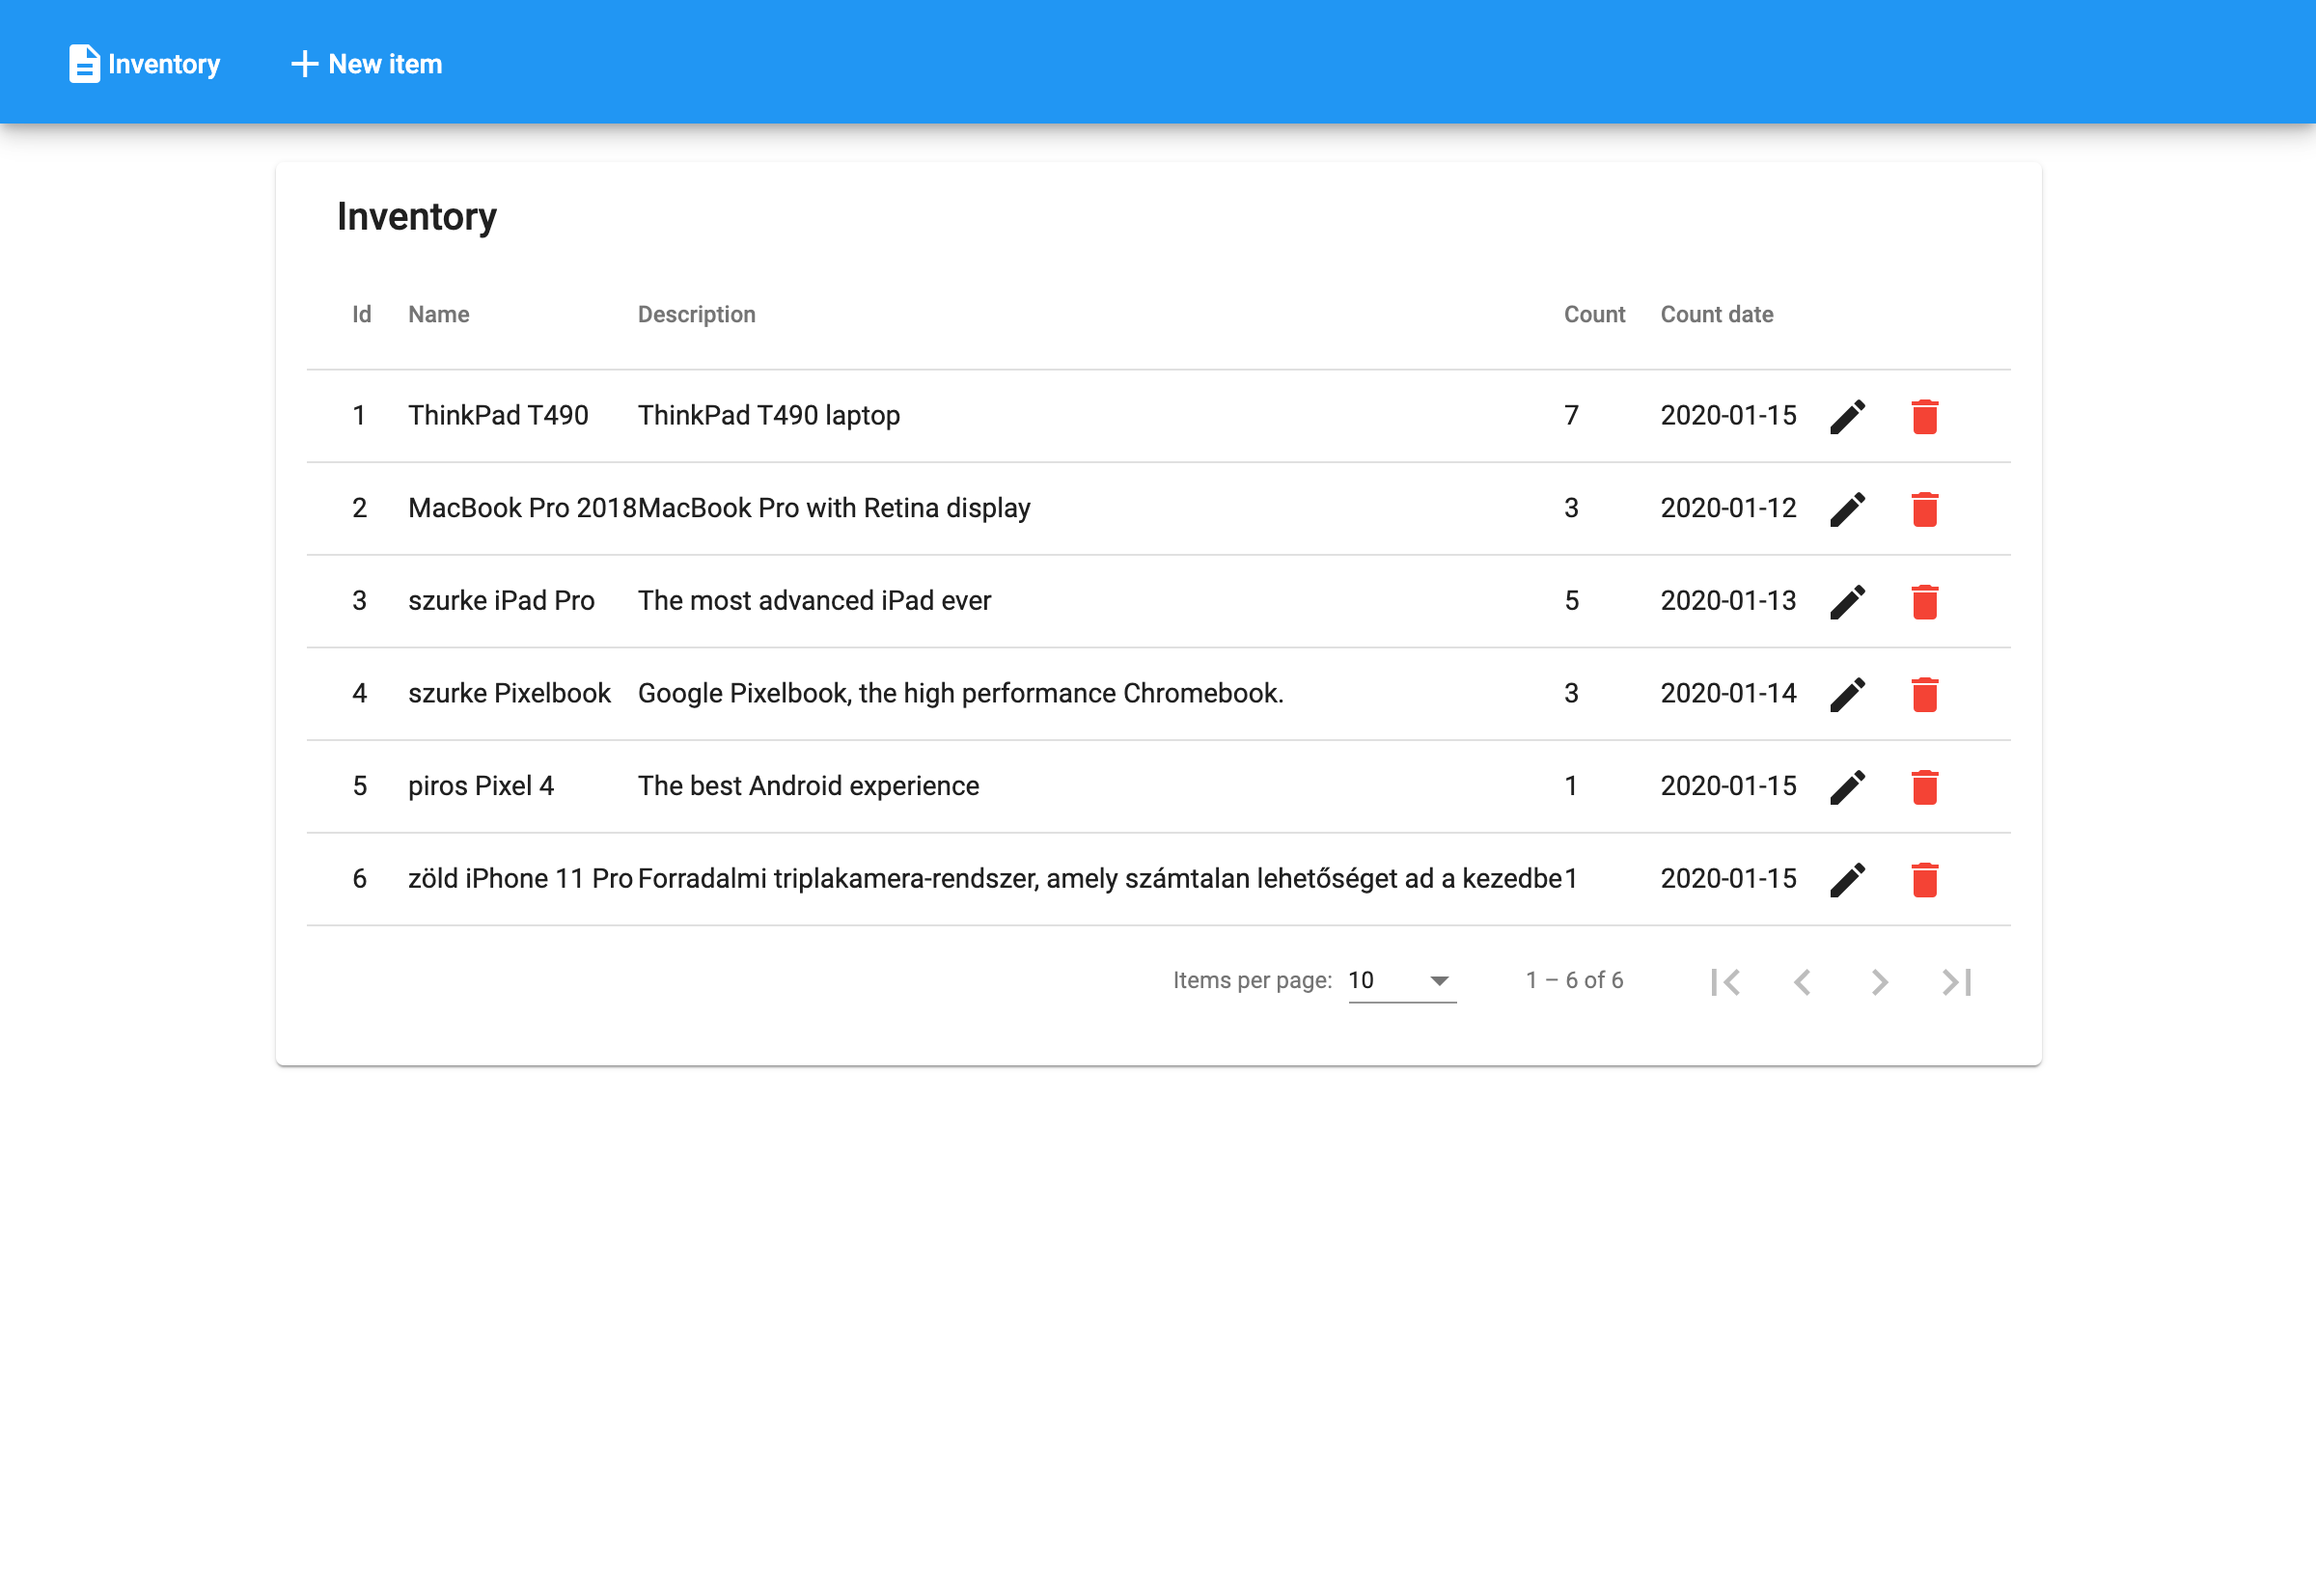 Inventory New item
Inventory
Id Name Description Count Count date
1 ThinkPad T490 ThinkPad T490 laptop 7 2020-01-15
2 MacBook Pro 2018 MacBook Pro with Retina display 3 2020-01-12
3 szurke iPad Pro The most advanced iPad ever 5 2020-01-13
4 szurke Pixelbook Google Pixelbook, the high performance Chromebook. 3 2020-01-14
5 piros Pixel 4 The best Android experience 1 2020-01-15
6 zöld iPhone 11 Pro Forradalmi triplakamera-rendszer, amely számtalan lehetőséget ad a kezedbe 1 2020-01-15
Items per page: 10 1 – 6 of 6